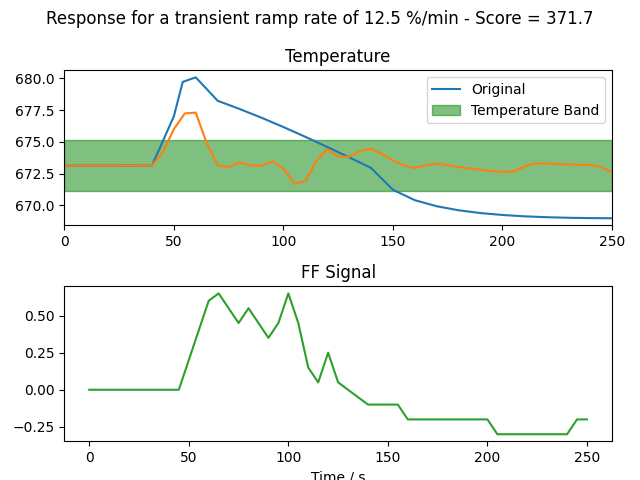 Response for a transient ramp rate of 12.5 %/min - Score = 371.7
Temperature
680.0
677.5
675.0
672.5
670.0
Original
Temperature Band
0 50 100 150 200 250
FF Signal
0.50
0.25
0.00
−0.25
0 50 100 150 200 250
Time / s